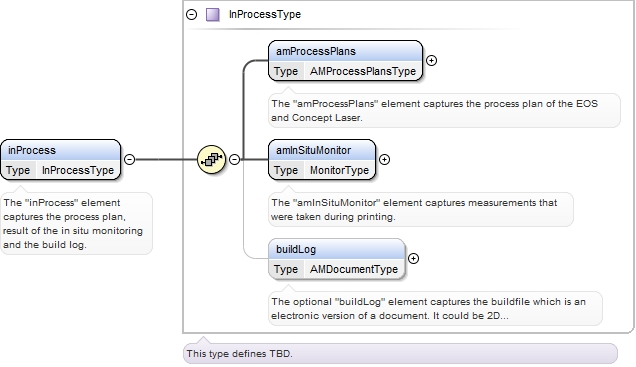 InProcessType
amProcessPlans
Type AMProcessPlansType
The "amProcessPlans" element captures the process plan of the EOS
and Concept Laser.
inProcess
Type InProcessType
The "inProcess" element
captures the process plan,
result of the in situ monitoring
and the build log.
amInSituMonitor
Type MonitorType
The "amInSituMonitor" element captures measurements that
were taken during printing.
buildLog
Type AMDocumentType
The optional "buildLog" element captures the buildfile which is an
electronic version of a document. It could be 2D...
This type defines TBD.